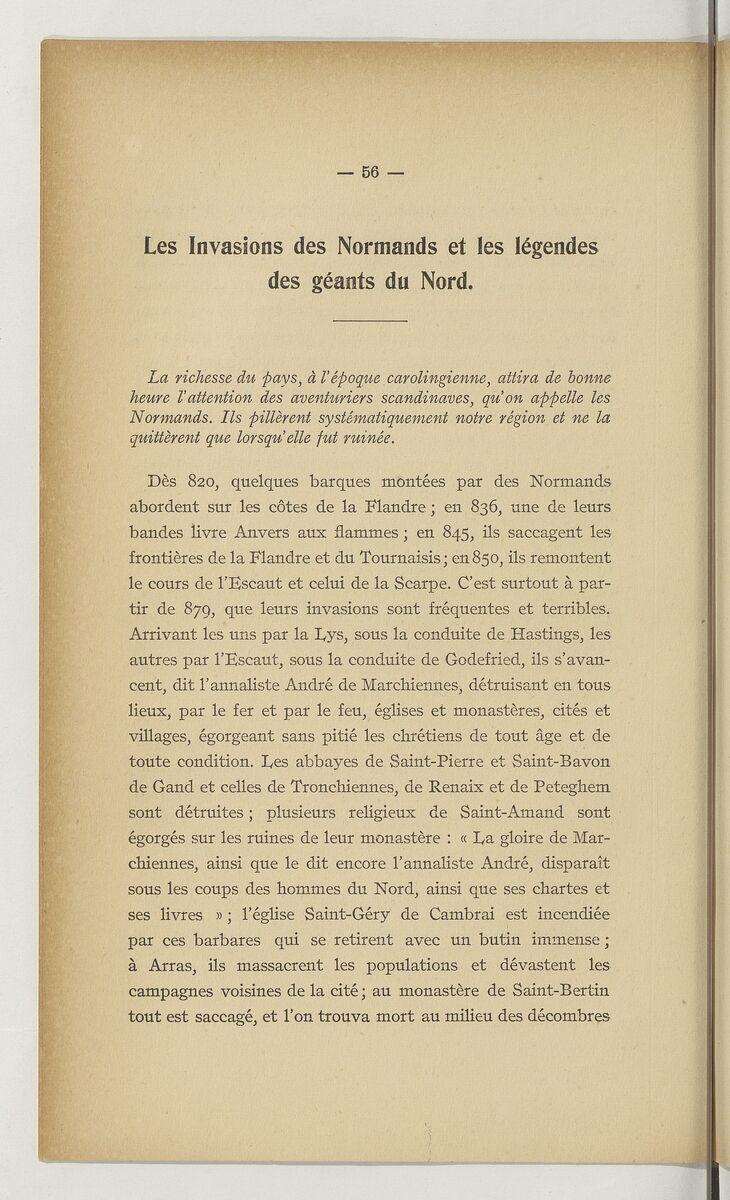 — 56 —
Les Invasions des Normands et les légendes
des géants du Nord.
La richesse du pays, à l'époque carolingienne, attira de bonne
heure l'attention des aventuriers scandinaves, qu'on appelle les
Normands. Ils pillèrent systématiquement notre région et ne la
quittèrent que lorsqu'elle fut ruinée.
Dès 820, quelques barques montées par des Normands
abordent sur les côtes de la Flandre ; en 836, une de leurs
bandes livre Anvers aux flammes ; en 845, ils saccagent les
frontières de la Flandre et du Tournaisis ; en 850, ils remontent
le cours de l'Escaut et celui de la Scarpe. C'est surtout à par-
tir de 879, que leurs invasions sont fréquentes et terribles.
Arrivant les uns par la Lys, sous la conduite de Hastings, les
autres par l'Escaut, sous la conduite de Godefried, ils s'avan-
cent, dit l'annaliste André de Marchiennes, détruisant en tous
lieux, par le fer et par le feu, églises et monastères, cités et
villages, égorgeant sans pitié les chrétiens de tout âge et de
toute condition. Les abbayes de Saint-Pierre et Saint-Bavon
de Gand et celles de Tronchiennes, de Renaix et de Peteghem
sont détruites ; plusieurs religieux de Saint-Amand sont
égorgés sur les ruines de leur monastère : « La gloire de Mar-
chiennes, ainsi que le dit encore l'annaliste André, disparaît
sous les coups des hommes du Nord, ainsi que ses chartes et
ses livres » ; l'église Saint-Géry de Cambrai est incendiée
par ces barbares qui se retirent avec un butin immense ;
à Arras, ils massacrent les populations et dévastent les
campagnes voisines de la cité ; au monastère de Saint-Bertin
tout est saccagé, et l'on trouva mort au milieu des décombres